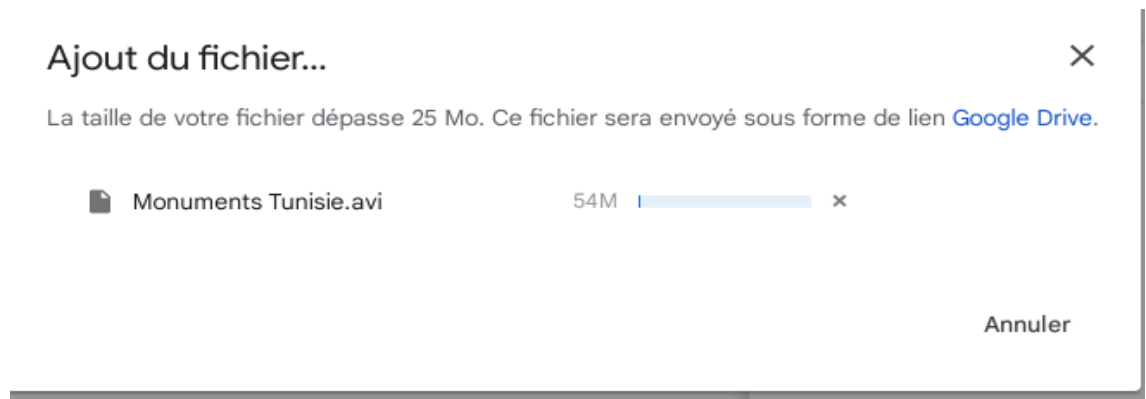 Ajout du fichier...
La taille de votre fichier dépasse 25 Mo. Ce fichier sera envoyé sous forme de lien Google Drive.
Monuments Tunisie.avi 54M
Annuler